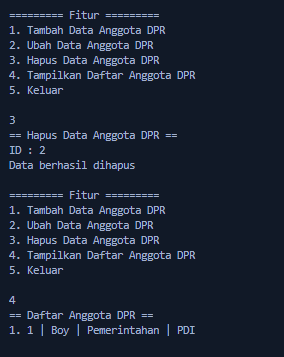 ========= Fitur =========
1. Tambah Data Anggota DPR
2. Ubah Data Anggota DPR
3. Hapus Data Anggota DPR
4. Tampilkan Daftar Anggota DPR
5. Keluar
3
== Hapus Data Anggota DPR ==
ID : 2
Data berhasil dihapus
========= Fitur =========
1. Tambah Data Anggota DPR
2. Ubah Data Anggota DPR
3. Hapus Data Anggota DPR
4. Tampilkan Daftar Anggota DPR
5. Keluar
4
== Daftar Anggota DPR ==
1. 1 | Boy | Pemerintahan | PDI